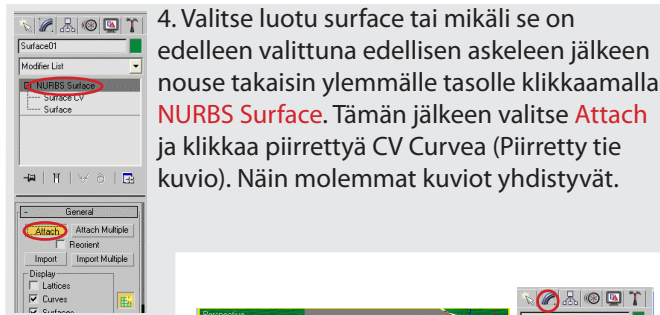 Surface01
Modifier List
NURBS Surface
Surface CV
Surface
4. Valitse luotu surface tai mikäli se on
edelleen valittuna edellisen askeleen jälkeen
nouse takaisin ylemmälle tasolle klikkaamalla
NURBS Surface. Tämän jälkeen valitse Attach
ja klikkaa piirrettyä CV Curvea (Piirretty tie
kuvio). Näin molemmat kuviot yhdistyvät.
- General
Attach Attach Multiple
Reorient
Import Import Multiple
Display
Lattices
Curves
Surfaces
Perspective